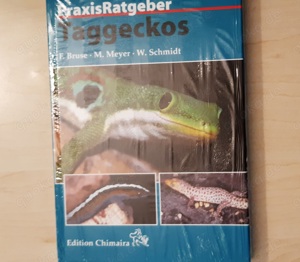 PraxisRatgeber
Taggeckos
F. Bruse · M. Meyer · W. Schmidt
Edition Chimaira